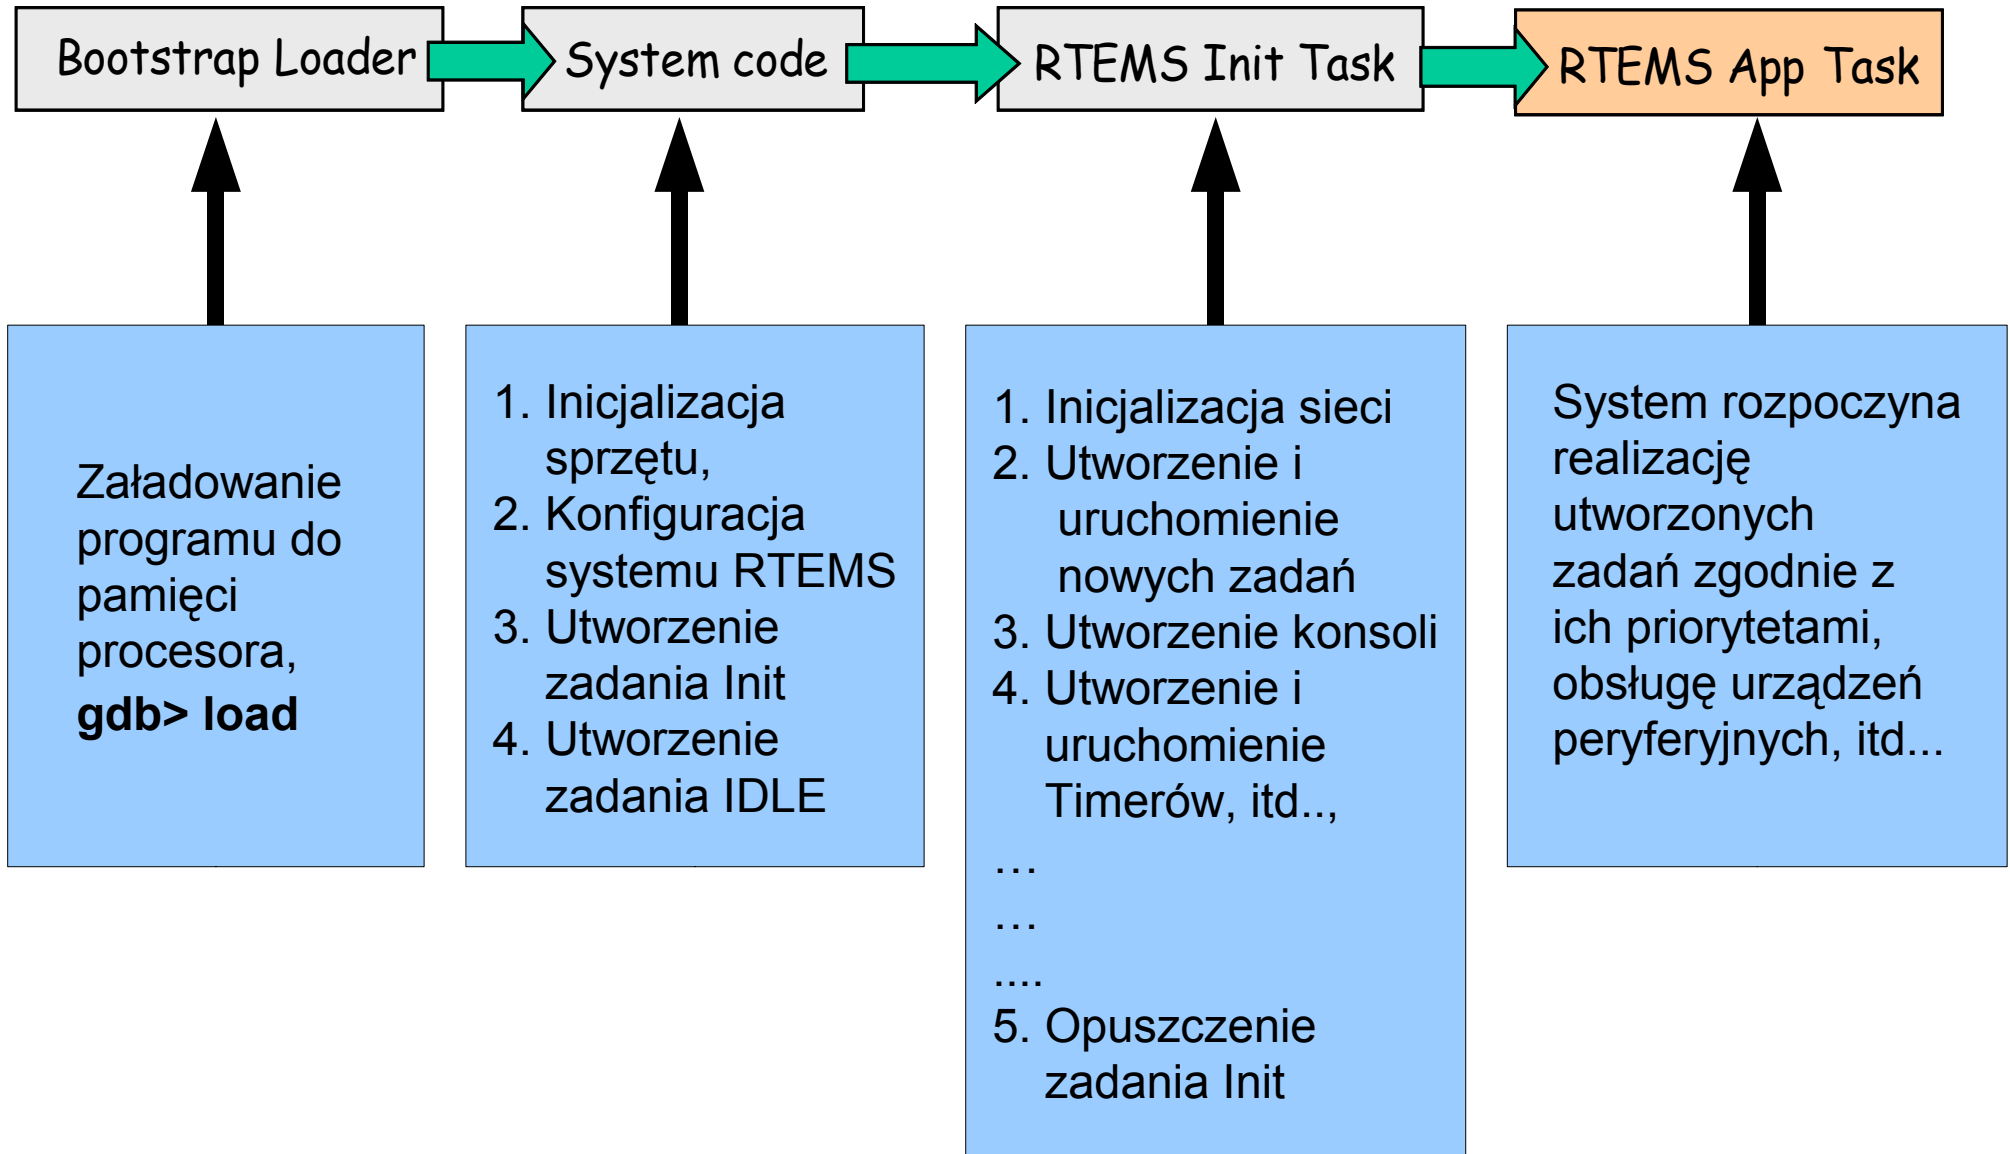 Bootstrap Loader
System code
RTEMS Init Task
RTEMS App Task
Załadowanie
programu do
pamięci
procesora,
gdb> load
1. Inicjalizacja
sprzętu,
2. Konfiguracja
systemu RTEMS
3. Utworzenie
zadania Init
4. Utworzenie
zadania IDLE
1. Inicjalizacja sieci
2. Utworzenie i
uruchomienie
nowych zadań
3. Utworzenie konsoli
4. Utworzenie i
uruchomienie
Timerów, itd..,
…
…
....
5. Opuszczenie
zadania Init
System rozpoczyna
realizację
utworzonych
zadań zgodnie z
ich priorytetami,
obsługę urządzeń
peryferyjnych, itd...